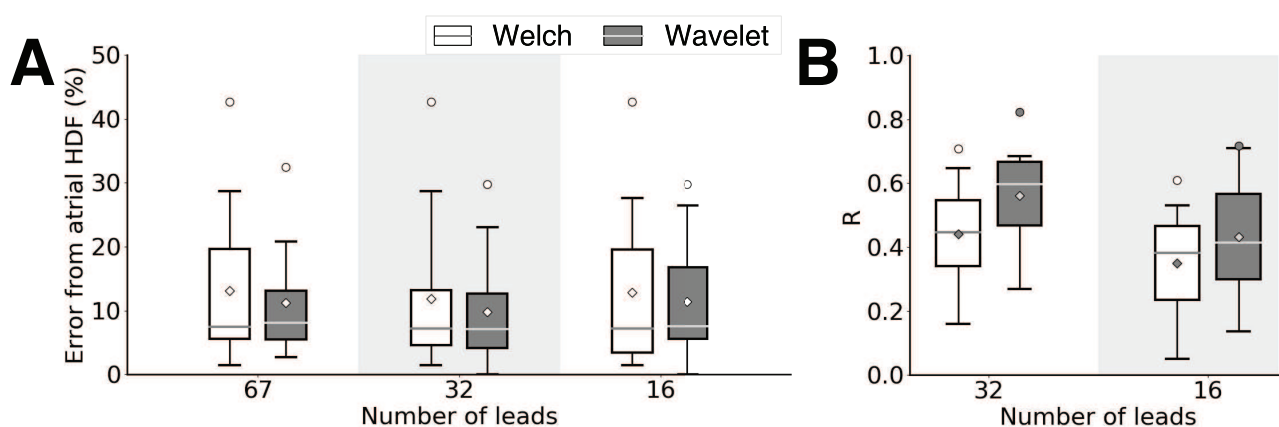 Welch Wavelet
A
B
Error from atrial HDF (%)
50
40
30
20
10
0
67 32 16
Number of leads
R
1.0
0.8
0.6
0.4
0.2
0.0
32 16
Number of leads